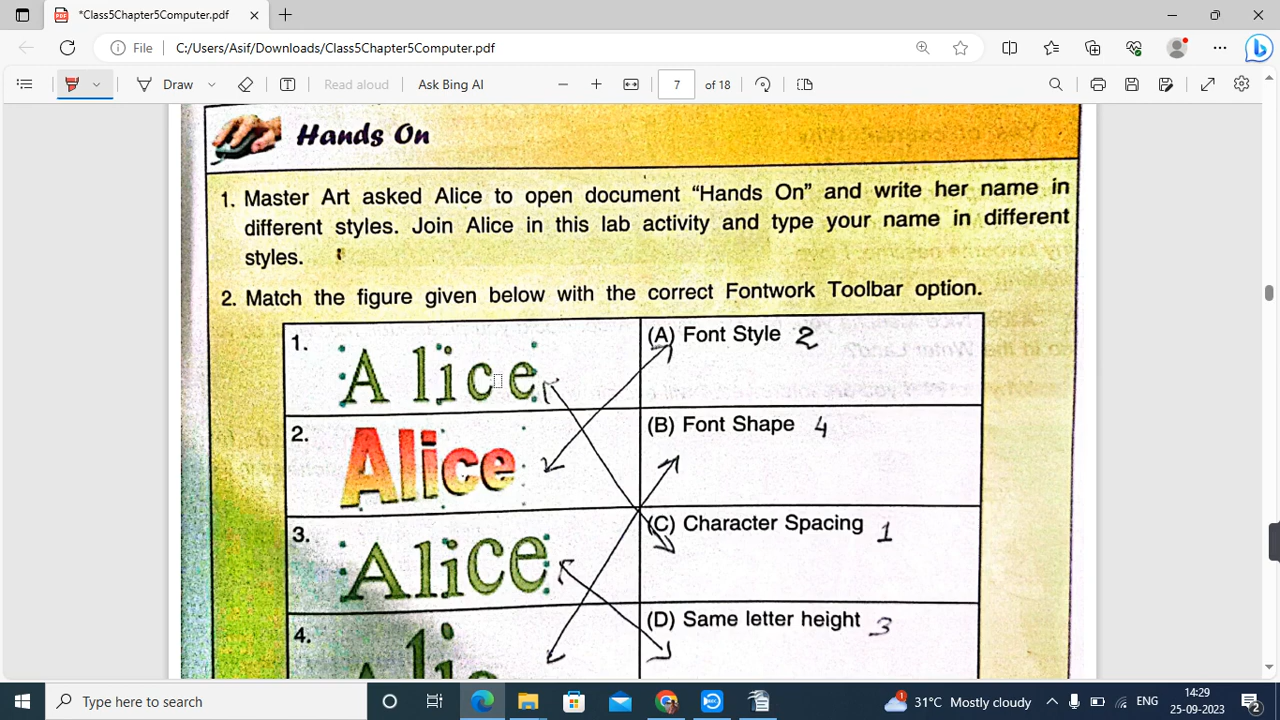 *Class5Chapter5Computer.pdf
File C:/Users/Asif/Downloads/Class5Chapter5Computer.pdf
Draw Read aloud Ask Bing AI 7 of 18
Hands On
1. Master Art asked Alice to open document “Hands On” and write her name in
different styles. Join Alice in this lab activity and type your name in different
styles.
2. Match the figure given below with the correct Fontwork Toolbar option.
1. Alice (A) Font Style 2
2. Alice (B) Font Shape 4
3. Alice (C) Character Spacing 1
4. (D) Same letter height 3
Type here to search 1 31°C Mostly cloudy ENG 14:29 25-09-2023 2